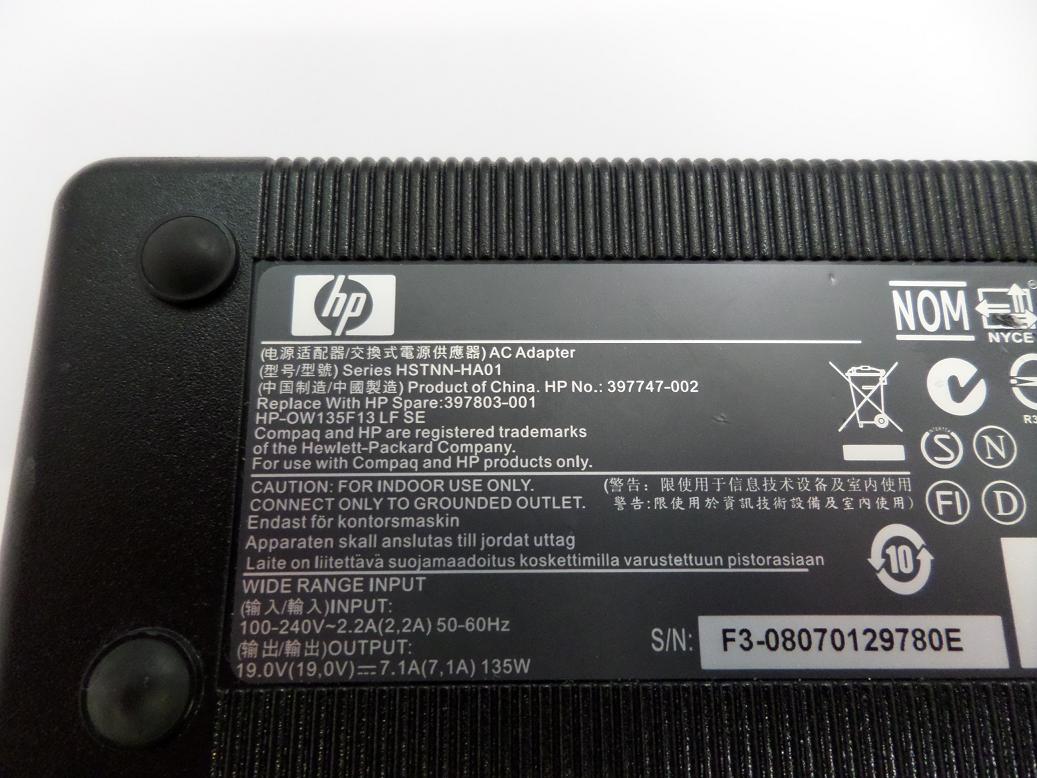 hp
(电源适配器/交換式電源供應器) AC Adapter
(型号/型號) Series HSTNN-HA01
(中国制造/中國製造) Product of China. HP No.: 397747-002
Replace With HP Spare:397803-001
HP-OW135F13 LF SE
Compaq and HP are registered trademarks
of the Hewlett-Packard Company.
For use with Compaq and HP products only.
NOM
NYCE
CAUTION: FOR INDOOR USE ONLY.
CONNECT ONLY TO GROUNDED OUTLET.
(警告: 限使用于信息技术设备及室内使用
警告:限使用於資訊技術設備及室內使用)
Endast för kontorsmaskin
Apparaten skall anslutas till jordat uttag
Laite on liitettävä suojamaadoitus koskettimilla varustettuun pistorasiaan
S
N
FI
D
10
WIDE RANGE INPUT
(输入/輸入)INPUT:
100-240V~2.2A(2,2A) 50-60Hz
(输出/輸出)OUTPUT:
19.0V(19,0V)⎓7.1A(7,1A) 135W
S/N: F3-08070129780E